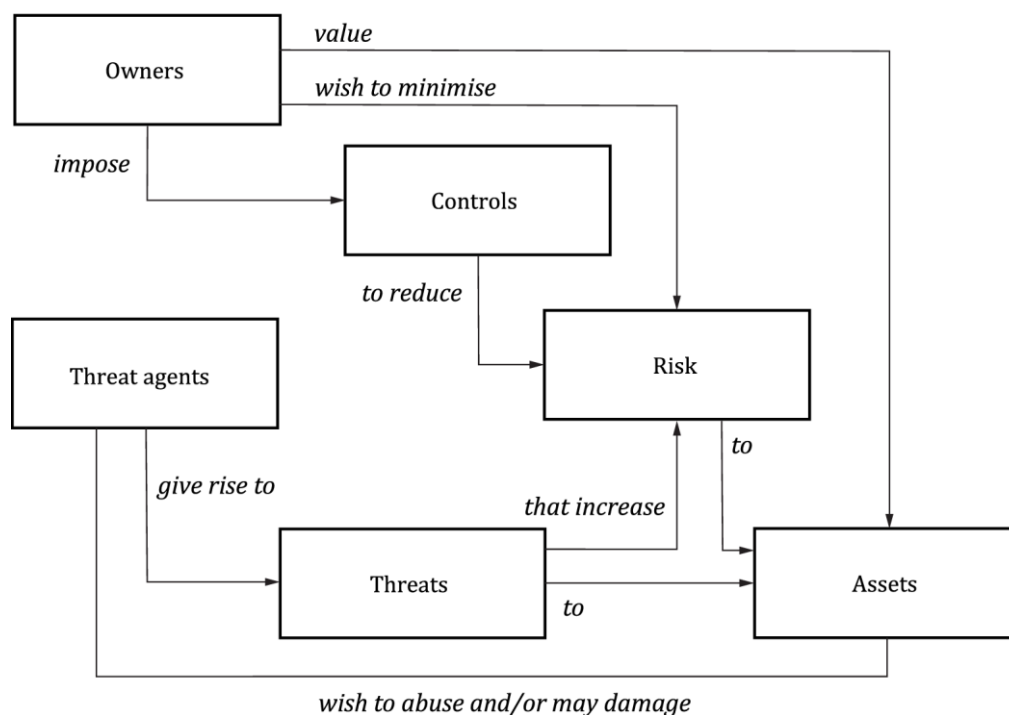 value
Owners
wish to minimise
impose
Controls
to reduce
Risk
Threat agents
to
give rise to
that increase
Threats
Assets
to
wish to abuse and/or may damage